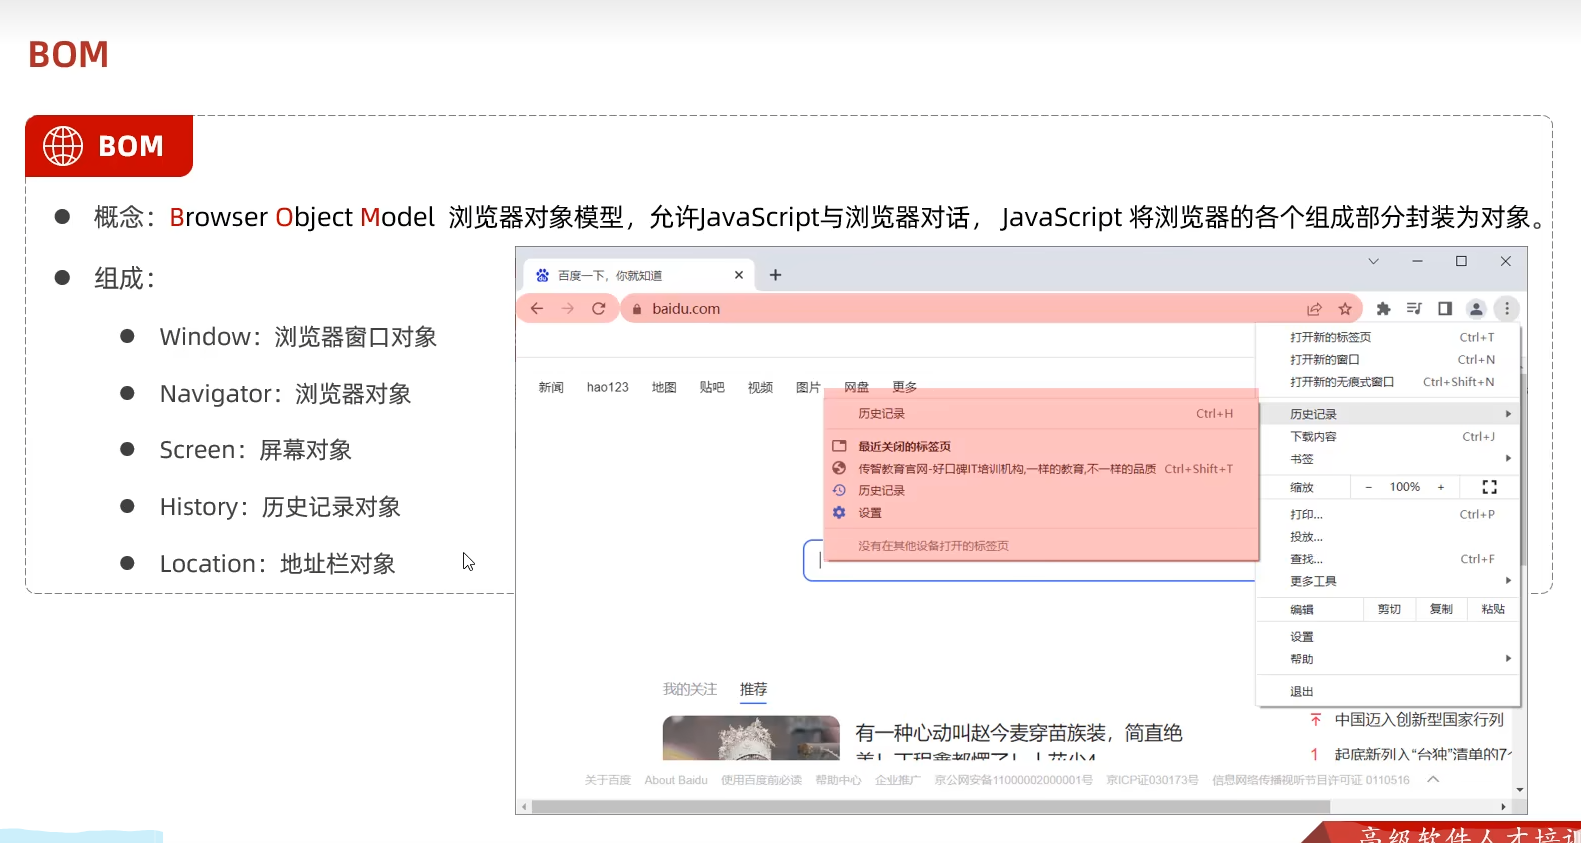 BOM
BOM
概念：Browser Object Model 浏览器对象模型，允许JavaScript与浏览器对话， JavaScript 将浏览器的各个组成部分封装为对象。
组成：
Window：浏览器窗口对象
Navigator：浏览器对象
Screen：屏幕对象
History：历史记录对象
Location：地址栏对象
百度一下，你就知道
baidu.com
新闻 hao123 地图 贴吧 视频 图片 网盘 更多
历史记录 Ctrl+H
最近关闭的标签页
传智教育官网-好口碑IT培训机构,一样的教育,不一样的品质 Ctrl+Shift+T
历史记录
设置
没有在其他设备打开的标签页
打开新的标签页 Ctrl+T
打开新的窗口 Ctrl+N
打开新的无痕式窗口 Ctrl+Shift+N
历史记录
下载内容 Ctrl+J
书签
缩放 − 100% +
打印... Ctrl+P
投放...
查找... Ctrl+F
更多工具
编辑 剪切 复制 粘贴
设置
帮助
退出
我的关注 推荐
有一种心动叫赵今麦穿苗族装，简直绝
中国迈入创新型国家行列
1 起底新列入“台独”清单的7
关于百度 About Baidu 使用百度前必读 帮助中心 企业推广 京公网安备11000002000001号 京ICP证030173号 信息网络传播视听节目许可证 0110516
高级软件人才培训